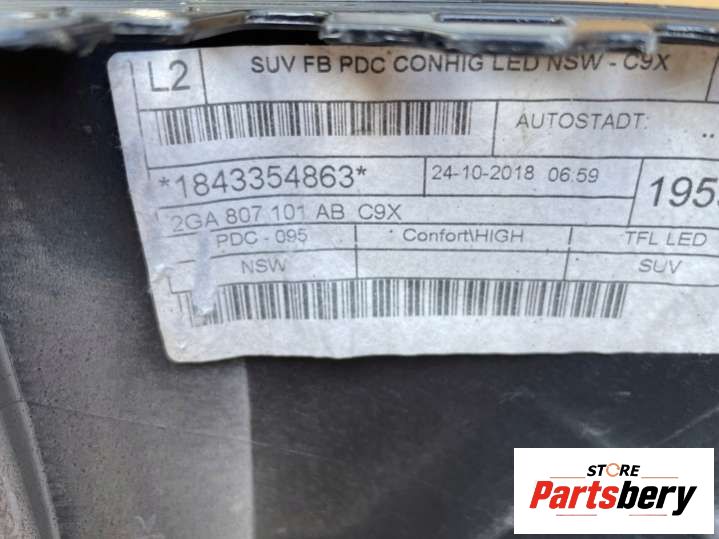 L2 SUV FB PDC CONHIG LED NSW - C9X
AUTOSTADT: ..
*1843354863* 24-10-2018 06:59
2GA 807 101 AB C9X
PDC - 095 Confort\HIGH TFL LED
NSW SUV
STORE
Partsbery